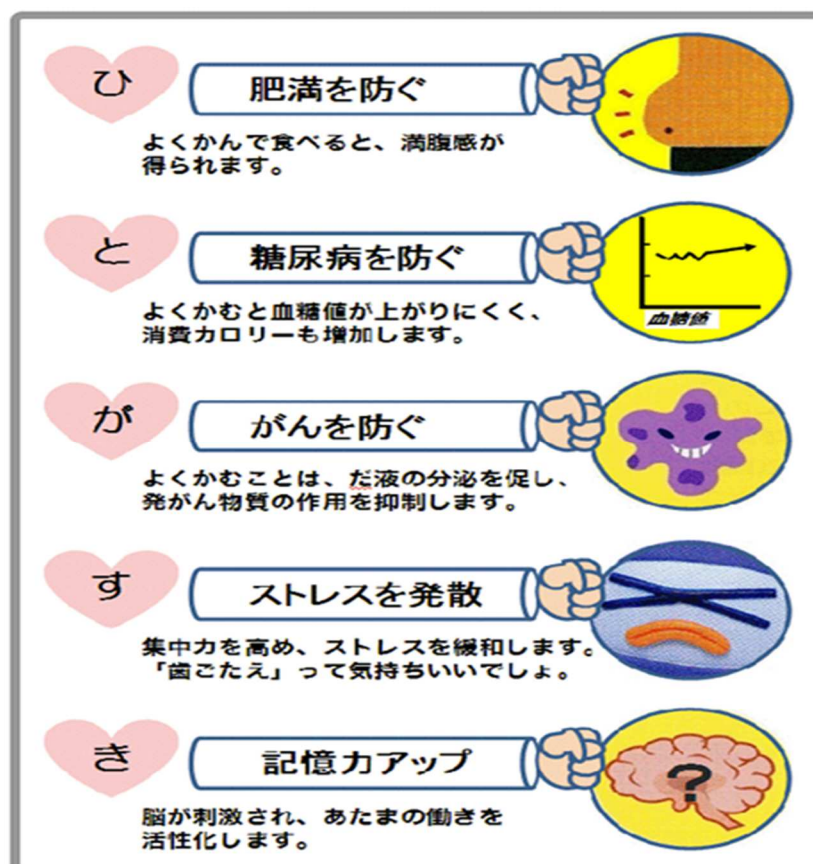 ひ
肥満を防ぐ
よくかんで食べると、満腹感が
得られます。
と
糖尿病を防ぐ
よくかむと血糖値が上がりにくく、
消費カロリーも増加します。
血糖値
が
がんを防ぐ
よくかむことは、だ液の分泌を促し、
発がん物質の作用を抑制します。
す
ストレスを発散
集中力を高め、ストレスを緩和します。
「歯ごたえ」って気持ちいいでしょ。
き
記憶力アップ
?
脳が刺激され、あたまの働きを
活性化します。